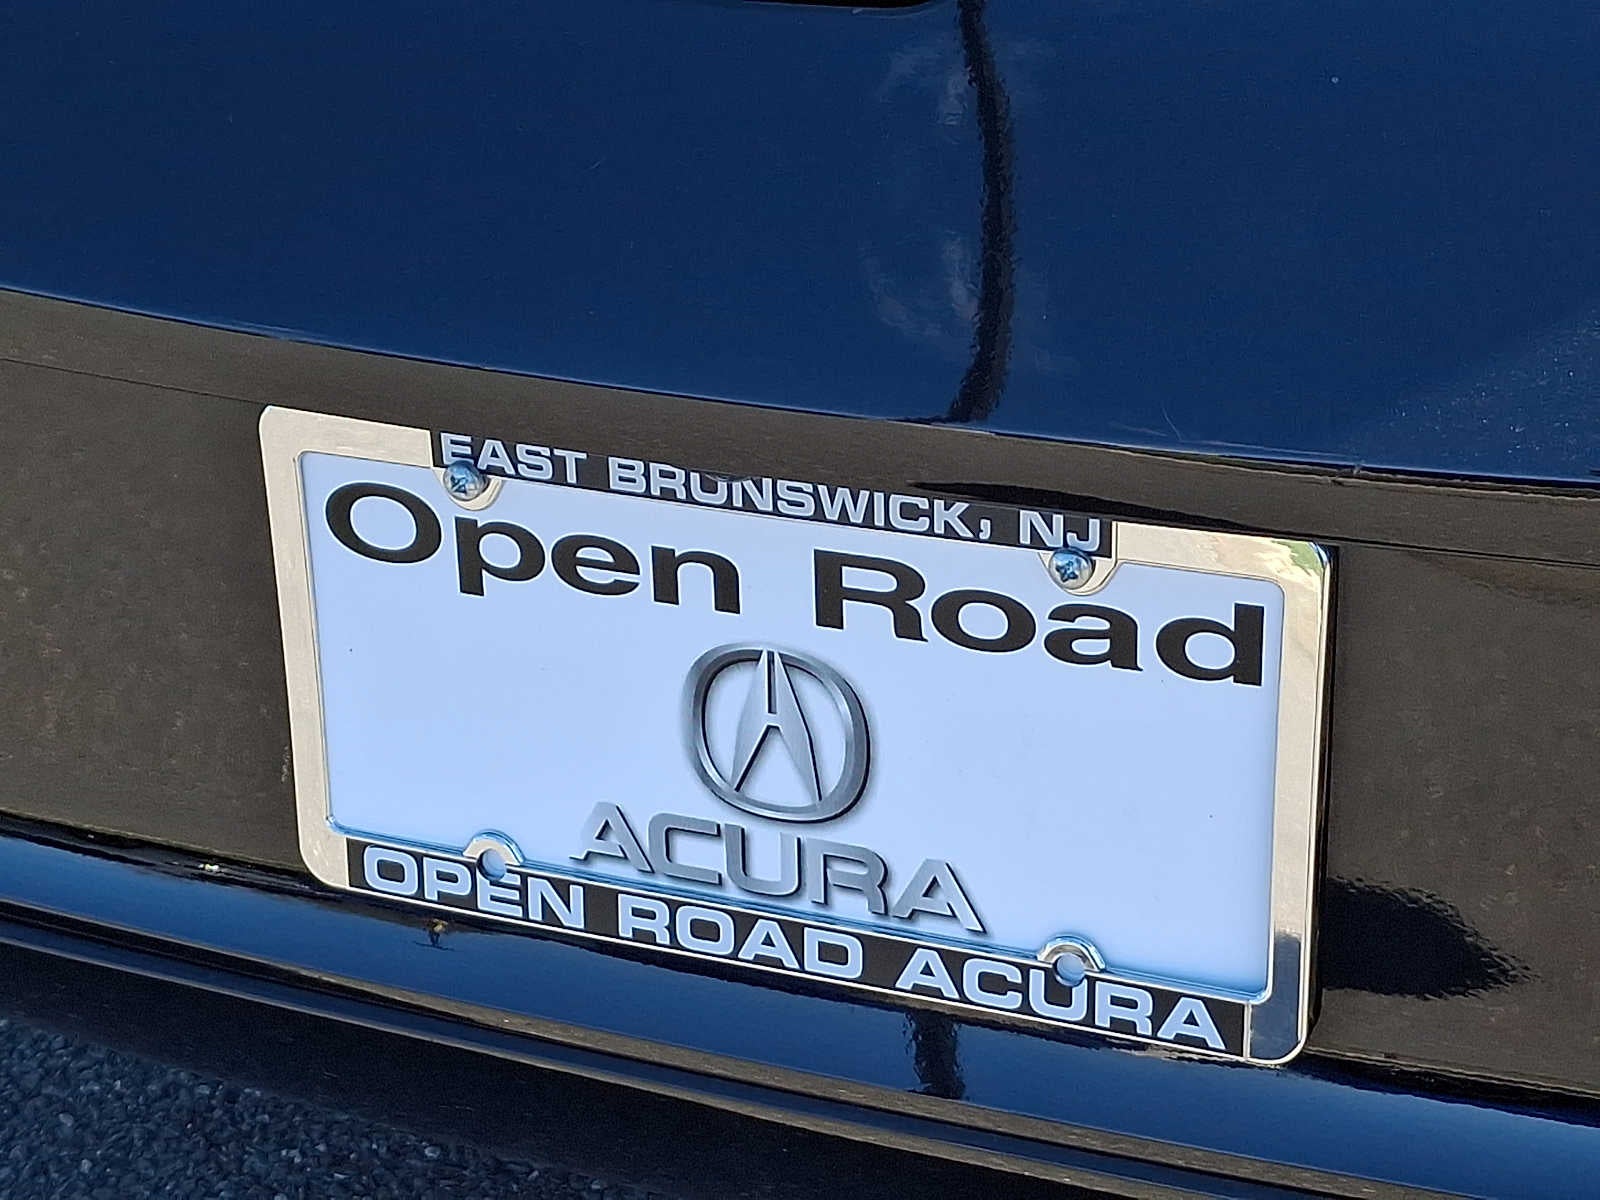 EAST BRUNSWICK, NJ
Open Road
ACURA
OPEN ROAD ACURA